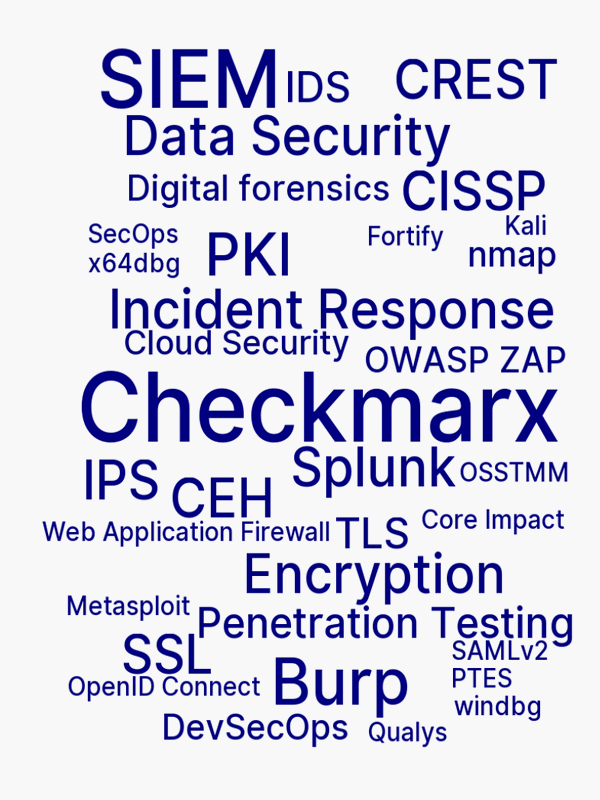 SIEM IDS CREST
Data Security
Digital forensics CISSP
SecOps PKI Fortify Kali
x64dbg nmap
Incident Response
Cloud Security
OWASP ZAP
Checkmarx
IPS CEH Splunk OSSTMM
Web Application Firewall TLS Core Impact
Encryption
Metasploit Penetration Testing
SSL SAMLv2
OpenID Connect Burp PTES
windbg
DevSecOps Qualys